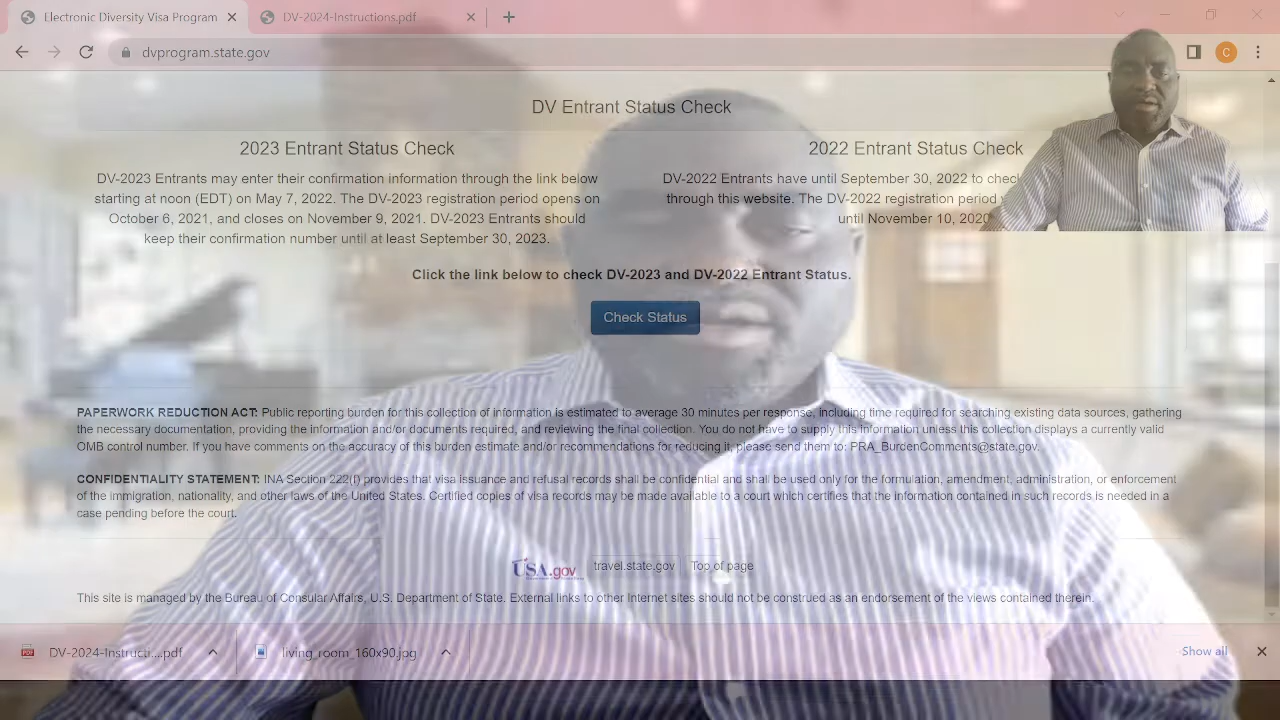 Electronic Diversity Visa Program
DV-2024-Instructions.pdf
dvprogram.state.gov
C
DV Entrant Status Check
2023 Entrant Status Check
DV-2023 Entrants may enter their confirmation information through the link below
starting at noon (EDT) on May 7, 2022. The DV-2023 registration period opens on
October 6, 2021, and closes on November 9, 2021. DV-2023 Entrants should
keep their confirmation number until at least September 30, 2023.
2022 Entrant Status Check
DV-2022 Entrants have until September 30, 2022 to check
through this website. The DV-2022 registration period
until November 10, 2020
Click the link below to check DV-2023 and DV-2022 Entrant Status.
Check Status
PAPERWORK REDUCTION ACT: Public reporting burden for this collection of information is estimated to average 30 minutes per response, including time required for searching existing data sources, gathering
the necessary documentation, providing the information and/or documents required, and reviewing the final collection. You do not have to supply this information unless this collection displays a currently valid
OMB control number. If you have comments on the accuracy of this burden estimate and/or recommendations for reducing it, please send them to: PRA_BurdenComments@state.gov.
CONFIDENTIALITY STATEMENT: INA Section 222(f) provides that visa issuance and refusal records shall be confidential and shall be used only for the formulation, amendment, administration, or enforcement
of the immigration, nationality, and other laws of the United States. Certified copies of visa records may be made available to a court which certifies that the information contained in such records is needed in a
case pending before the court.
USA.gov travel.state.gov Top of page
This site is managed by the Bureau of Consular Affairs, U.S. Department of State. External links to other Internet sites should not be construed as an endorsement of the views contained therein.
DV-2024-Instrucu....pdf
living_room_160x90.jpg
Show all